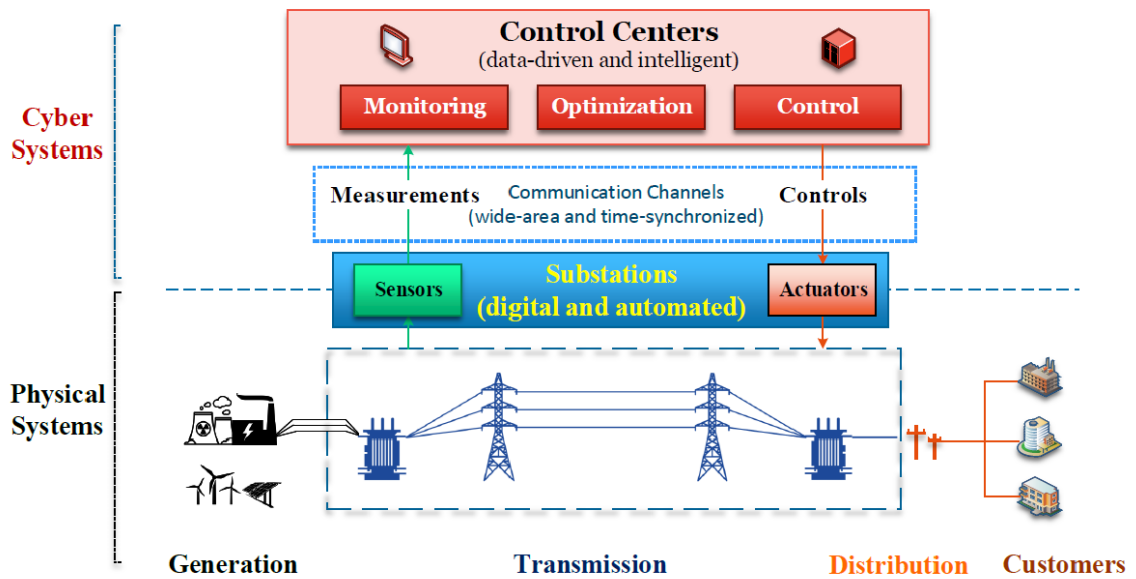 Control Centers
(data-driven and intelligent)
Monitoring
Optimization
Control
Cyber
Systems
Measurements
Communication Channels
(wide-area and time-synchronized)
Controls
Sensors
Substations
(digital and automated)
Actuators
Physical
Systems
Generation
Transmission
Distribution
Customers